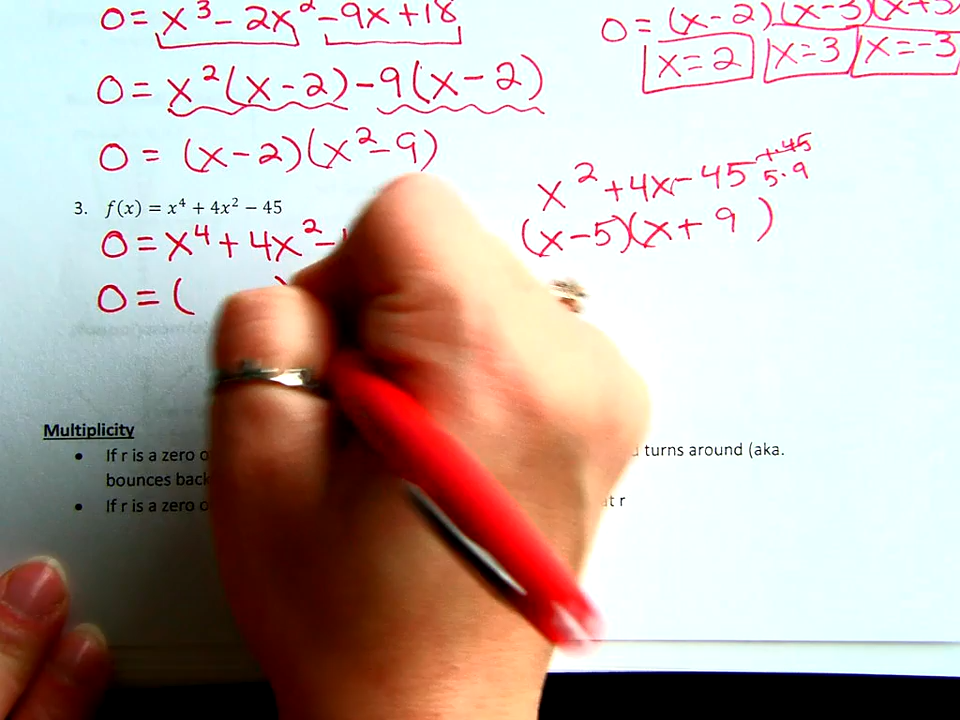 0 = x³ - 2x² - 9x + 18
0 = x²(x-2) - 9(x-2)
0 = (x-2)(x²-9)
0 = (x-2)(x-3)(x+3)
x=2 x=3 x=-3
3. f(x) = x⁴ + 4x² − 45
0 = x⁴ + 4x² -
0 = ( )
x² + 4x - 45
5·9
(x-5)(x+9)
Multiplicity
• If r is a zero turns around (aka.
bounces back
• If r is a zero at r